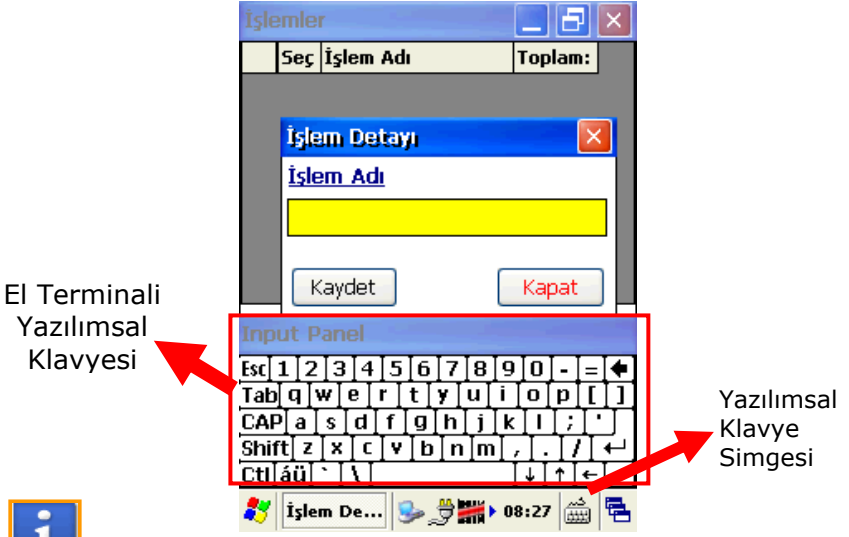 İşlemler
Seç İşlem Adı Toplam:
İşlem Detayı
İşlem Adı
Kaydet Kapat
El Terminali
Yazılımsal
Klavyesi
Input Panel
Esc 1 2 3 4 5 6 7 8 9 0 - =
Tab q w e r t y u i o p [ ]
CAP a s d f g h j k l ; '
Shift z x c v b n m , . /
Ctl áü ` \
Yazılımsal
Klavye
Simgesi
İşlem De... 08:27